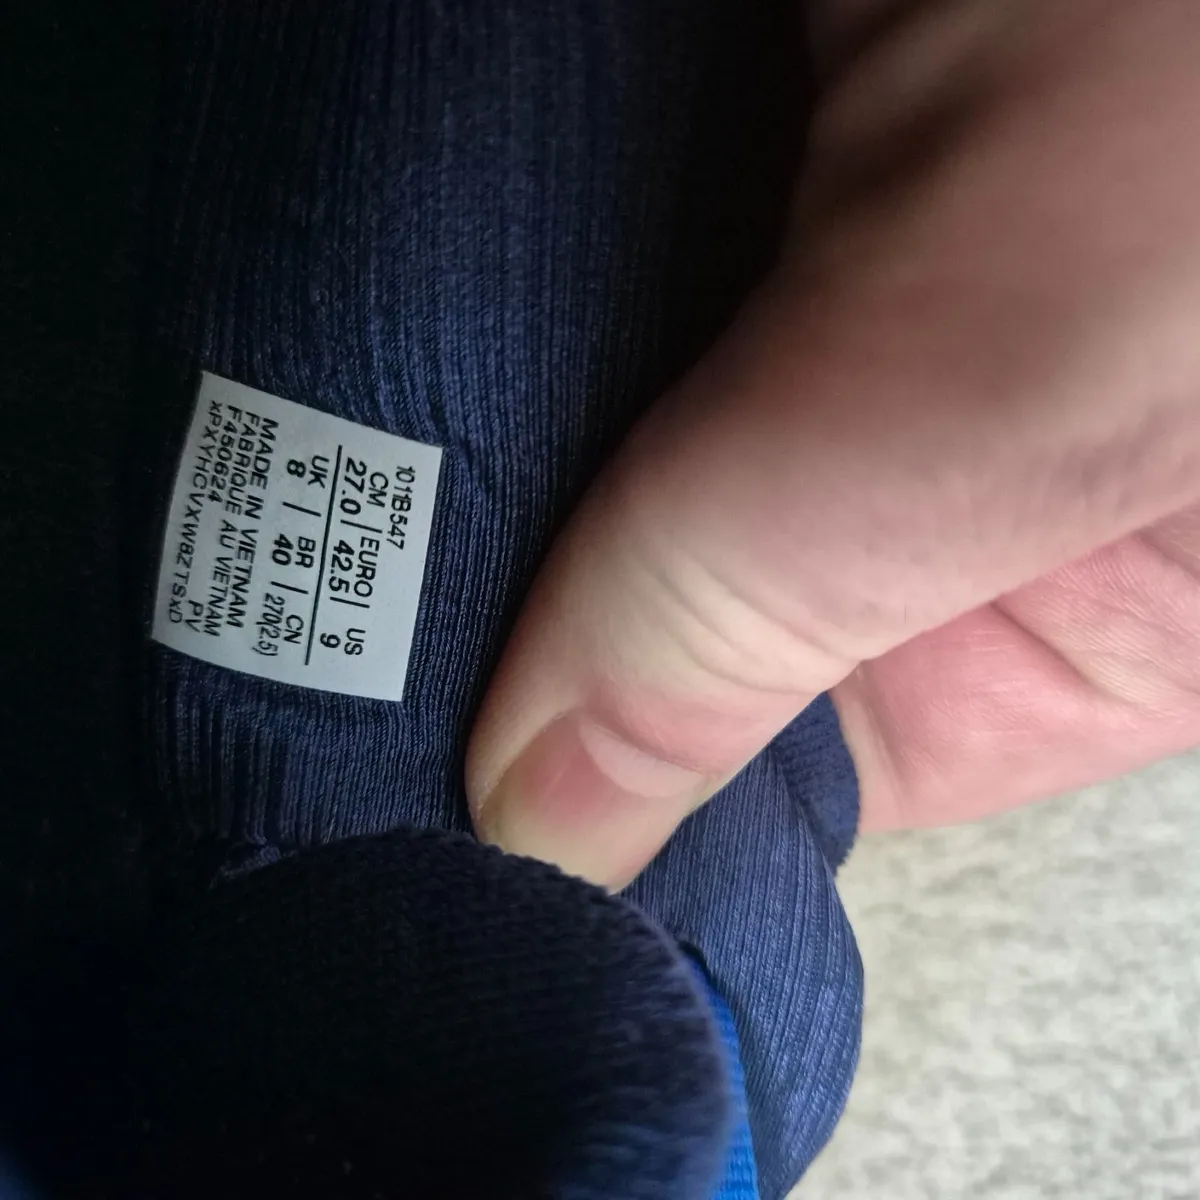 1011B547
CM | EURO | US
27.0 | 42.5 | 9
UK | BR | CN
8 | 40 | 270(2.5)
MADE IN VIETNAM
FABRIQUE AU VIETNAM
F450624 PV
XPXYHCVXW8ZTSXD